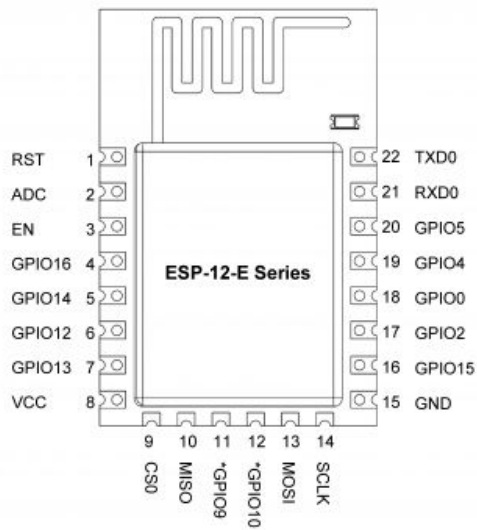 RST 1
ADC 2
EN 3
GPIO16 4
GPIO14 5
GPIO12 6
GPIO13 7
VCC 8
ESP-12-E Series
22 TXD0
21 RXD0
20 GPIO5
19 GPIO4
18 GPIO0
17 GPIO2
16 GPIO15
15 GND
9 10 11 12 13 14
CS0
MISO
*GPIO9
*GPIO10
MOSI
SCLK